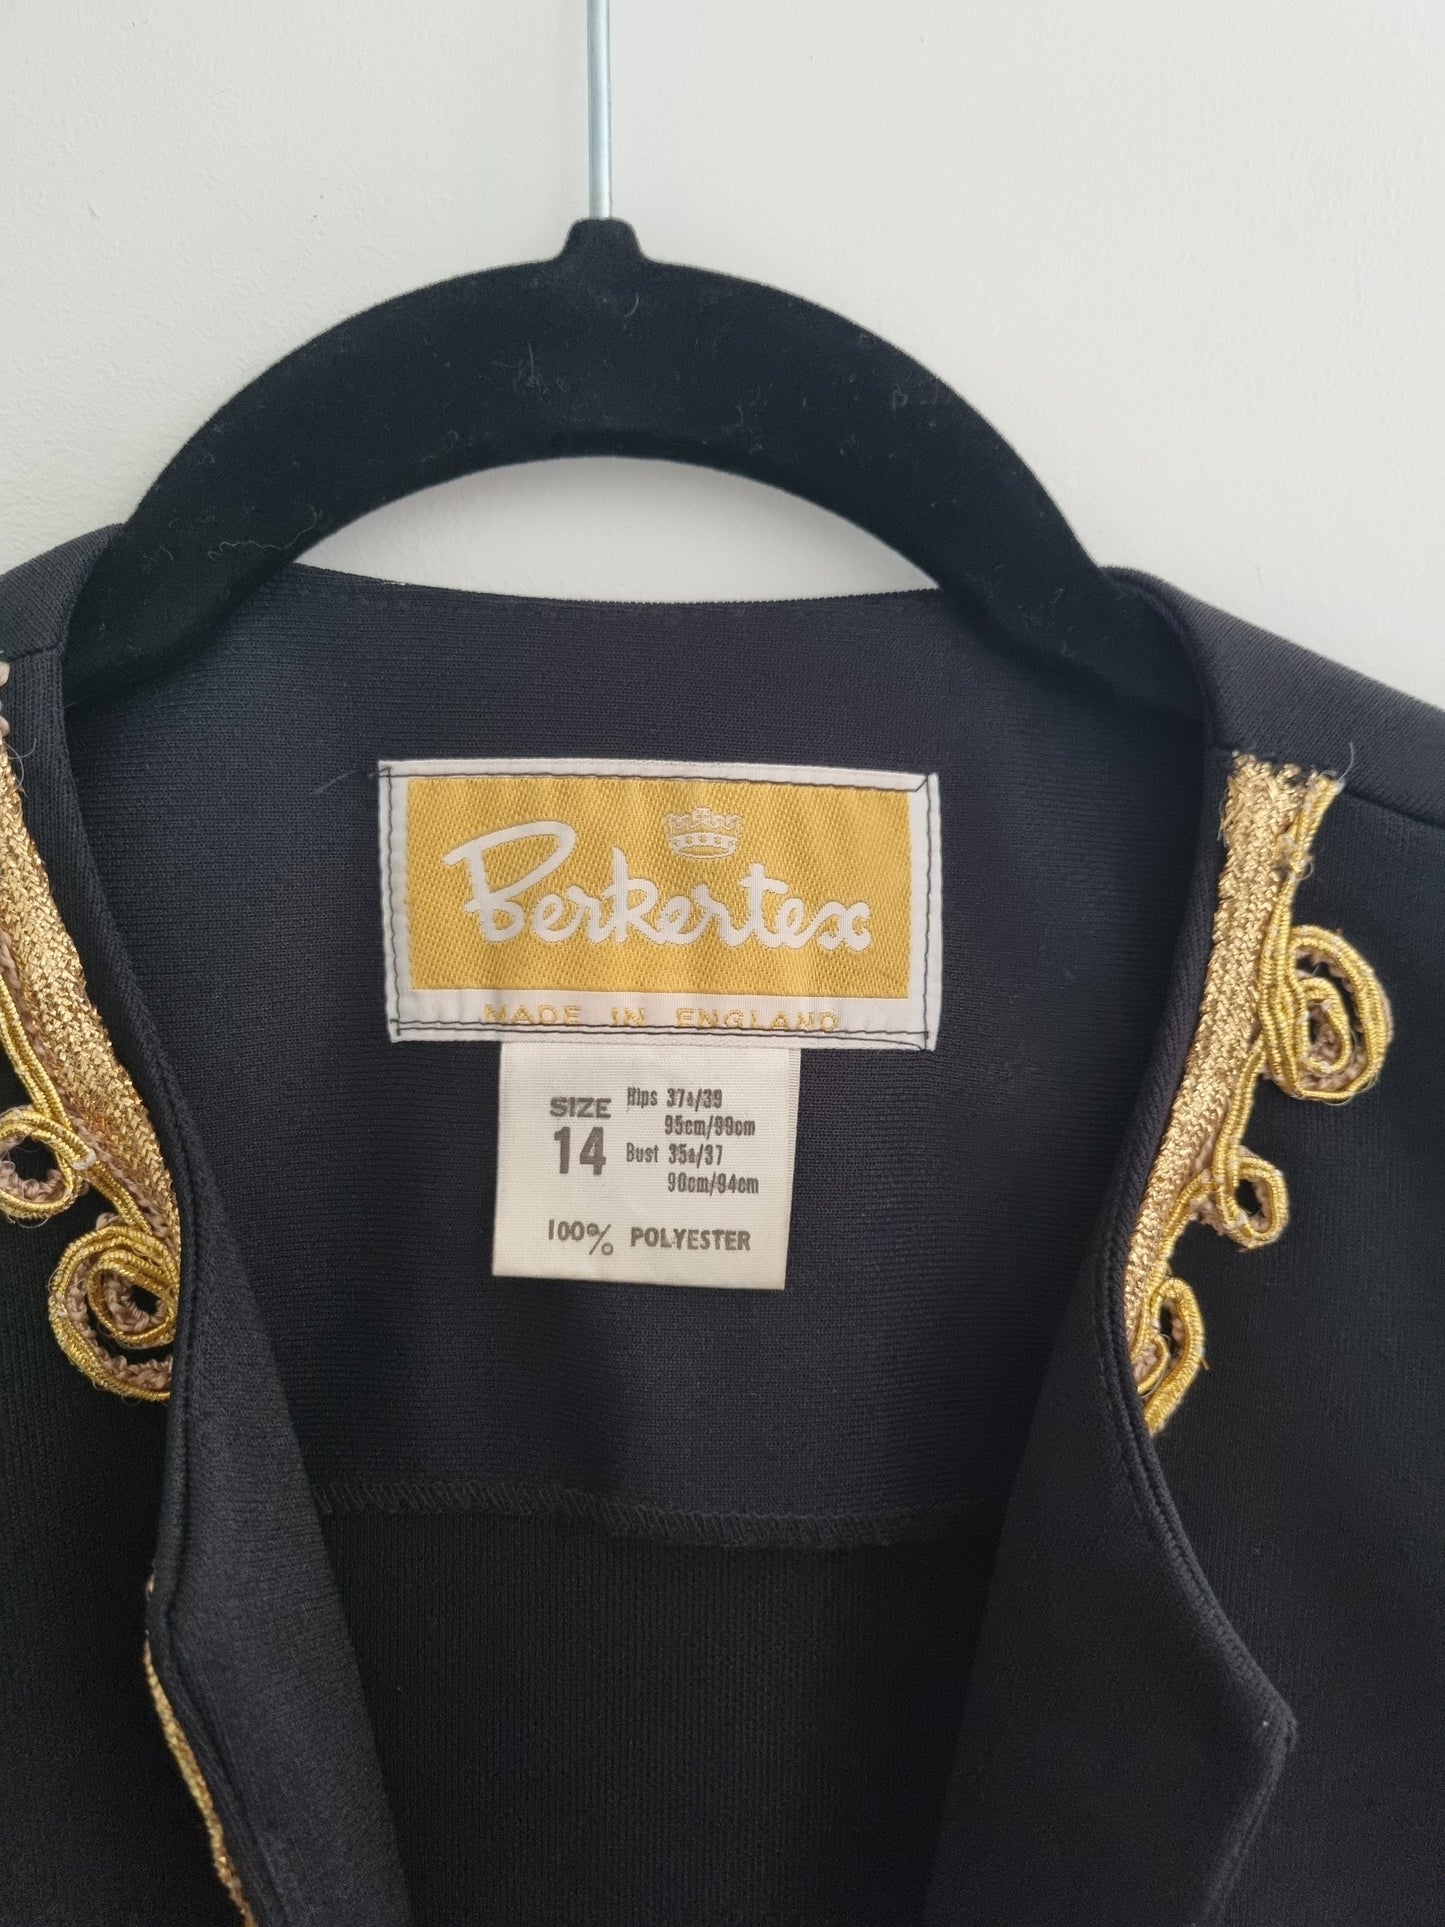 Berkertex
MADE IN ENGLAND
SIZE
14
Hips 37½/39
95cm/99cm
Bust 35½/37
90cm/94cm
100% POLYESTER